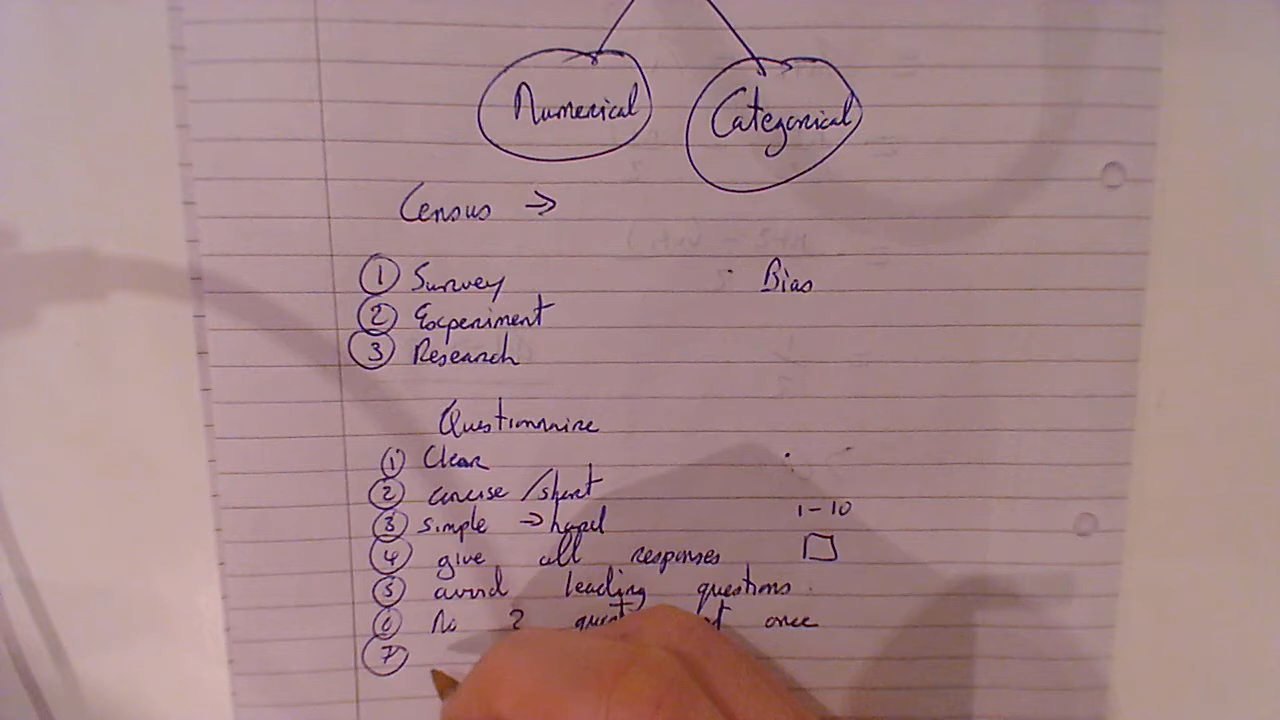 Numerical Categorical
Census →
① Survey Bias
② Experiment
③ Research
Questionnaire
① Clear
② concise / short
③ simple →
1-10
④ give all responses
⑤ avoid leading questions.
⑥ No 2 at once
⑦